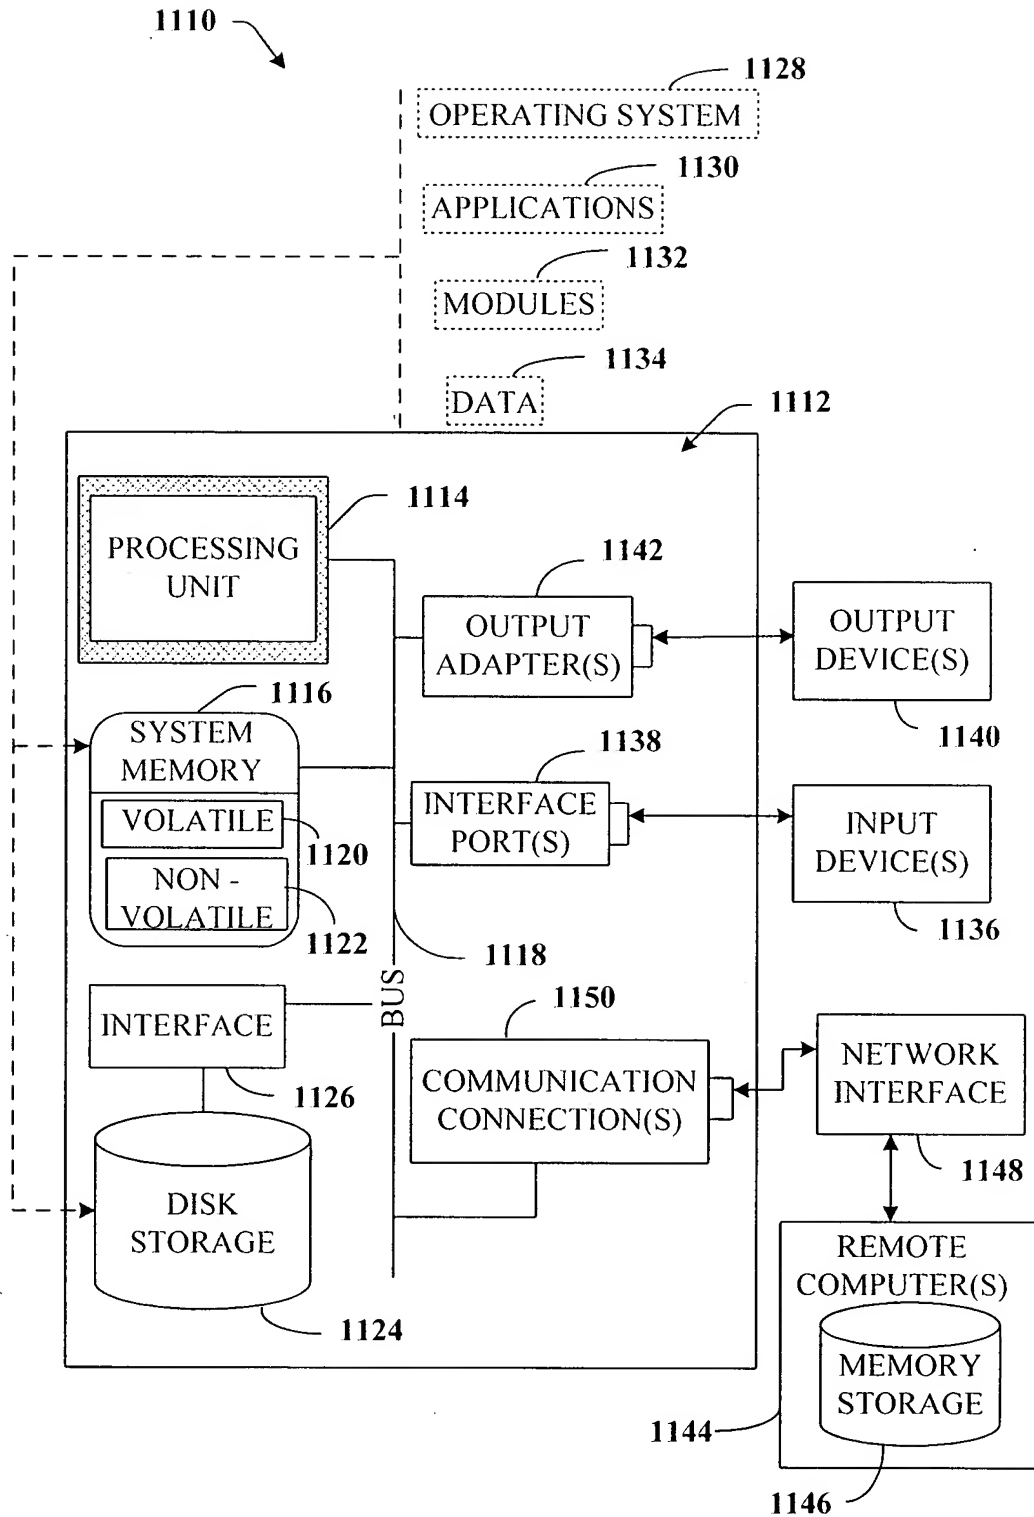 1110
1128
OPERATING SYSTEM
1130
APPLICATIONS
1132
MODULES
1134
DATA
1112
1114
PROCESSING
UNIT
1142
OUTPUT
ADAPTER(S)
OUTPUT
DEVICE(S)
1140
1116
SYSTEM
MEMORY
VOLATILE
1120
NON -
VOLATILE
1122
1138
INTERFACE
PORT(S)
INPUT
DEVICE(S)
1136
1118
BUS
INTERFACE
1126
1150
COMMUNICATION
CONNECTION(S)
NETWORK
INTERFACE
1148
DISK
STORAGE
1124
REMOTE
COMPUTER(S)
MEMORY
STORAGE
1144
1146